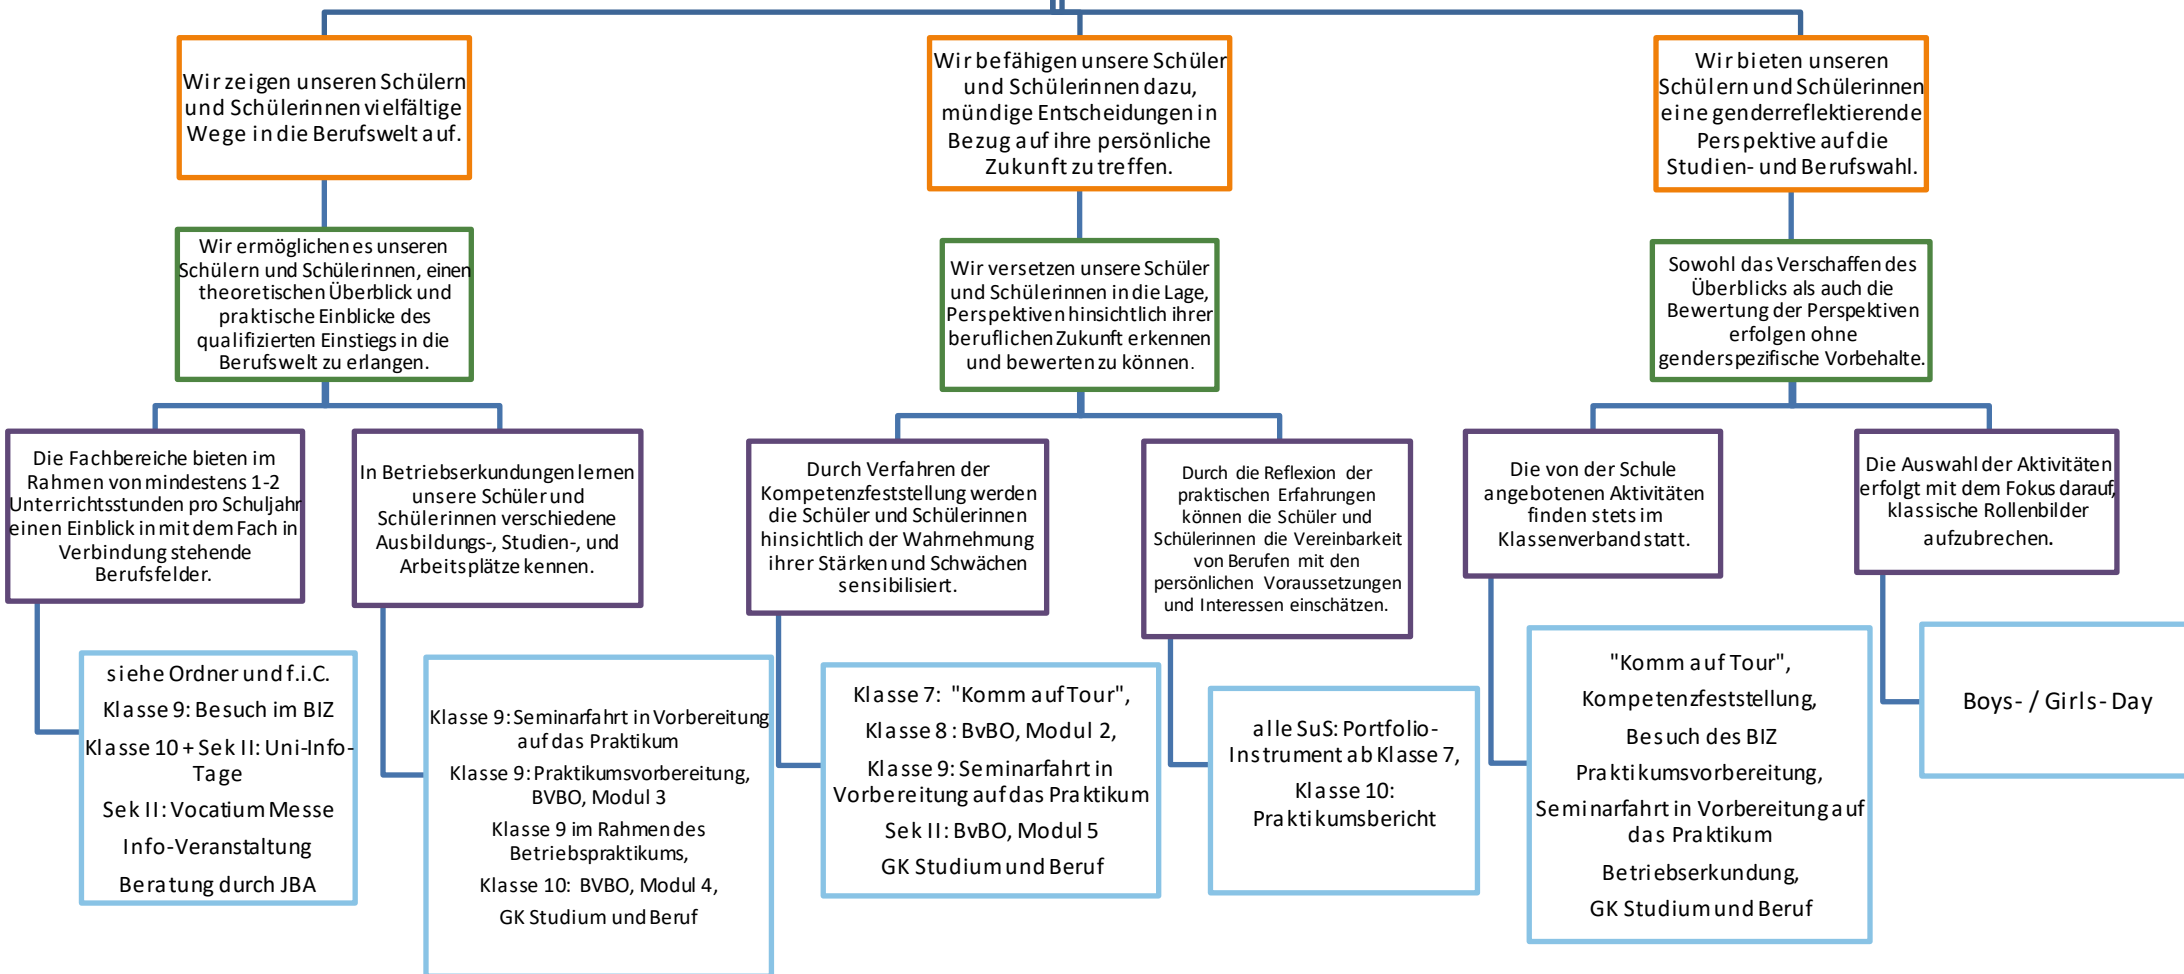 Wir zeigen unseren Schülern
und Schülerinnen vielfältige
Wege in die Berufswelt auf.
Wir befähigen unsere Schüler
und Schülerinnen dazu,
mündige Entscheidungen in
Bezug auf ihre persönliche
Zukunft zu treffen.
Wir bieten unseren
Schülern und Schülerinnen
eine genderreflektierende
Perspektive auf die
Studien- und Berufswahl.
Wir ermöglichen es unseren
Schülern und Schülerinnen, einen
theoretischen Überblick und
praktische Einblicke des
qualifizierten Einstiegs in die
Berufswelt zu erlangen.
Wir versetzen unsere Schüler
und Schülerinnen in die Lage,
Perspektiven hinsichtlich ihrer
beruflichen Zukunft erkennen
und bewerten zu können.
Sowohl das Verschaffen des
Überblicks als auch die
Bewertung der Perspektiven
erfolgen ohne
genderspezifische Vorbehalte.
Die Fachbereiche bieten im
Rahmen von mindestens 1-2
Unterrichtsstunden pro Schuljahr
einen Einblick in mit dem Fach in
Verbindung stehende
Berufsfelder.
In Betriebserkundungen lernen
unsere Schüler und
Schülerinnen verschiedene
Ausbildungs-, Studien-, und
Arbeitsplätze kennen.
Durch Verfahren der
Kompetenzfeststellung werden
die Schüler und Schülerinnen
hinsichtlich der Wahrnehmung
ihrer Stärken und Schwächen
sensibilisiert.
Durch die Reflexion der
praktischen Erfahrungen
können die Schüler und
Schülerinnen die Vereinbarkeit
von Berufen mit den
persönlichen Voraussetzungen
und Interessen einschätzen.
Die von der Schule
angebotenen Aktivitäten
finden stets im
Klassenverband statt.
Die Auswahl der Aktivitäten
erfolgt mit dem Fokus darauf,
klassische Rollenbilder
aufzubrechen.
siehe Ordner und f.i.C.
Klasse 9: Besuch im BIZ
Klasse 10 + Sek II: Uni-Info-
Tage
Sek II: Vocatium Messe
Info-Veranstaltung
Beratung durch JBA
Klasse 9: Seminarfahrt in Vorbereitung
auf das Praktikum
Klasse 9: Praktikumsvorbereitung,
BVBO, Modul 3
Klasse 9 im Rahmen des
Betriebspraktikums,
Klasse 10: BVBO, Modul 4,
GK Studium und Beruf
Klasse 7: "Komm auf Tour",
Klasse 8: BvBO, Modul 2,
Klasse 9: Seminarfahrt in
Vorbereitung auf das Praktikum
Sek II: BvBO, Modul 5
GK Studium und Beruf
alle SuS: Portfolio-
Instrument ab Klasse 7,
Klasse 10:
Praktikumsbericht
"Komm auf Tour",
Kompetenzfeststellung,
Besuch des BIZ
Praktikumsvorbereitung,
Seminarfahrt in Vorbereitung auf
das Praktikum
Betriebserkundung,
GK Studium und Beruf
Boys- / Girls- Day